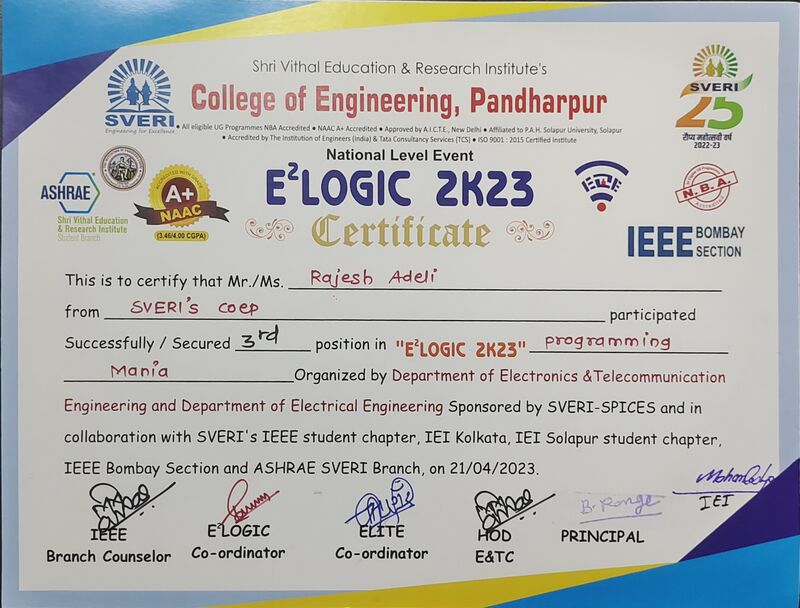 Shri Vithal Education & Research Institute's
College of Engineering, Pandharpur
SVERI
Engineering for Excellence
• All eligible UG Programmes NBA Accredited • NAAC A+ Accredited • Approved by A.I.C.T.E., New Delhi • Affiliated to P.A.H. Solapur University, Solapur
• Accredited by The Institution of Engineers (India) & Tata Consultancy Services (TCS) • ISO 9001 : 2015 Certified Institute
SVERI
25
रौप्य महोत्सवी वर्ष
2022-23
National Level Event
E²LOGIC 2K23
Certificate
ASHRAE
Shri Vithal Education
& Research Institute
Student Branch
ACCREDITED WITH GRADE
A+
NAAC
(3.46/4.00 CGPA)
N.B.A.
IEEE BOMBAY
SECTION
This is to certify that Mr./Ms. Rajesh Adeli
from SVERI's COEP participated
Successfully / Secured 3rd position in "E²LOGIC 2K23" programming
Mania Organized by Department of Electronics &Telecommunication
Engineering and Department of Electrical Engineering Sponsored by SVERI-SPICES and in
collaboration with SVERI's IEEE student chapter, IEI Kolkata, IEI Solapur student chapter,
IEEE Bombay Section and ASHRAE SVERI Branch, on 21/04/2023.
B. Ronge
IEEE
Branch Counselor
E²LOGIC
Co-ordinator
ELITE
Co-ordinator
HOD
E&TC
PRINCIPAL
IEI